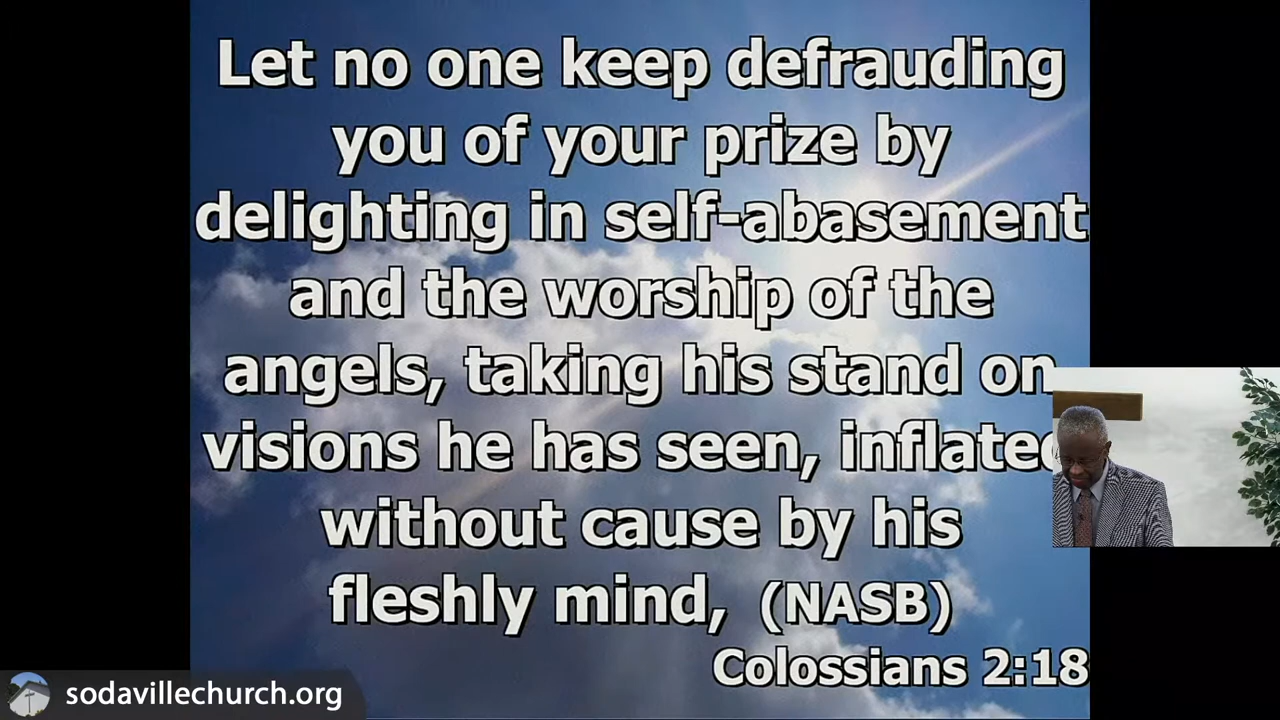 Let no one keep defrauding
you of your prize by
delighting in self-abasement
and the worship of the
angels, taking his stand on
visions he has seen, inflated
without cause by his
fleshly mind, (NASB)
Colossians 2:18
sodavillechurch.org